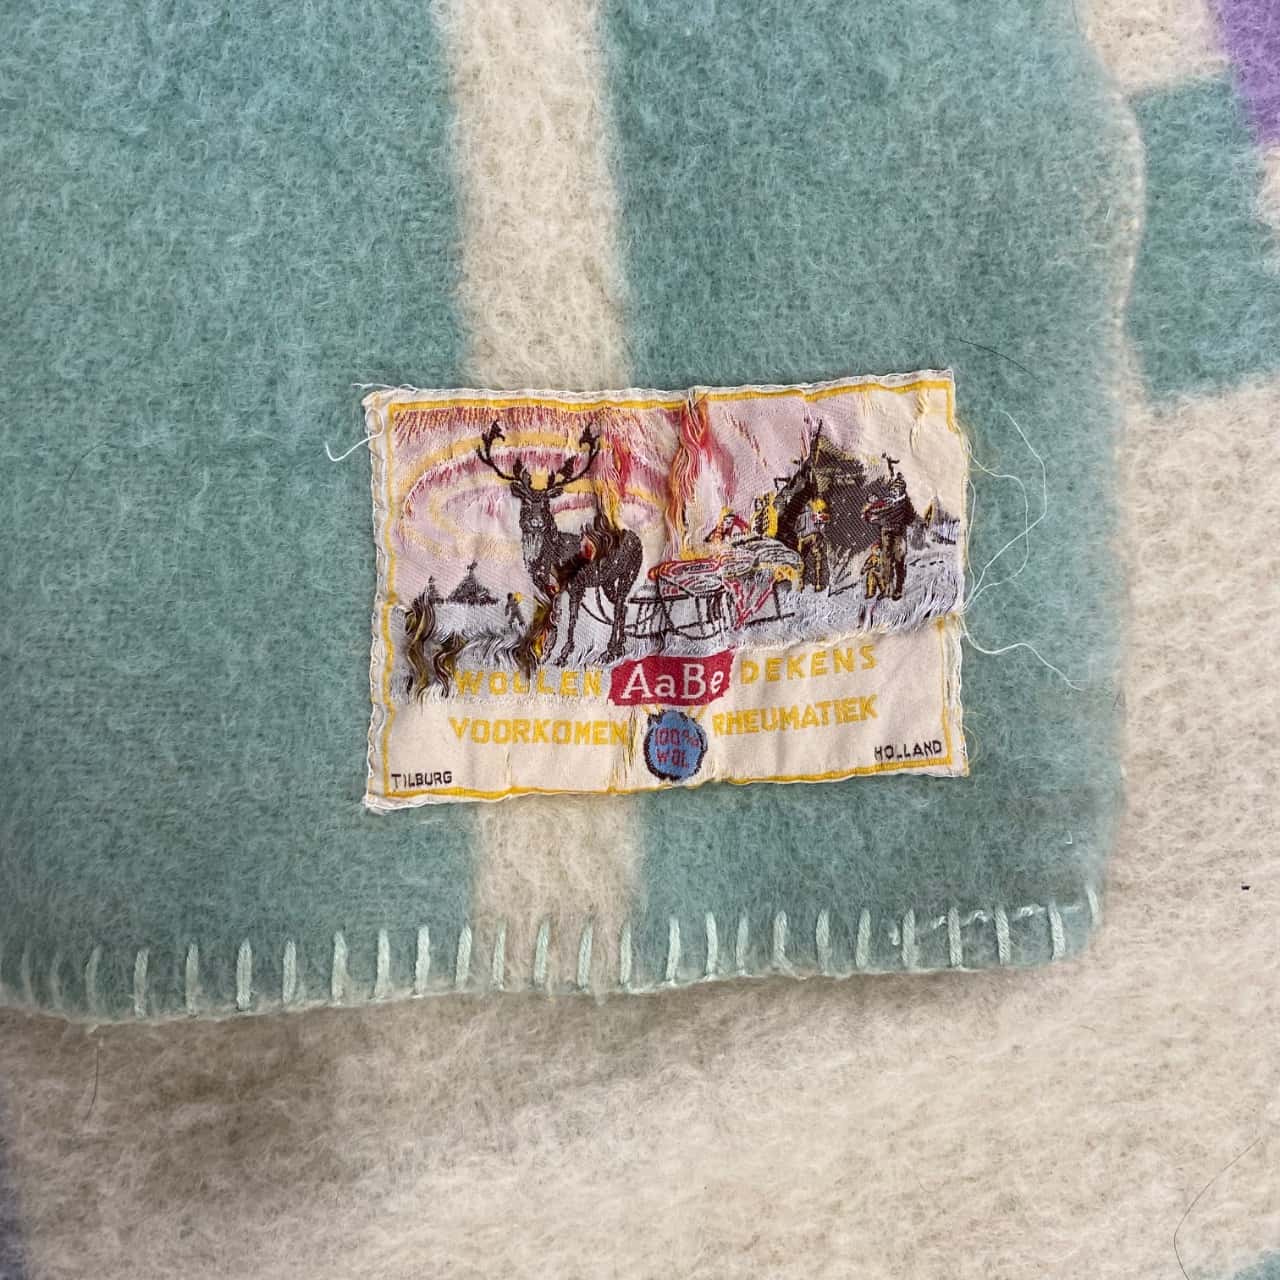 WOLLEN AaBe DEKENS
VOORKOMEN RHEUMATIEK
100% WOL
TILBURG
HOLLAND